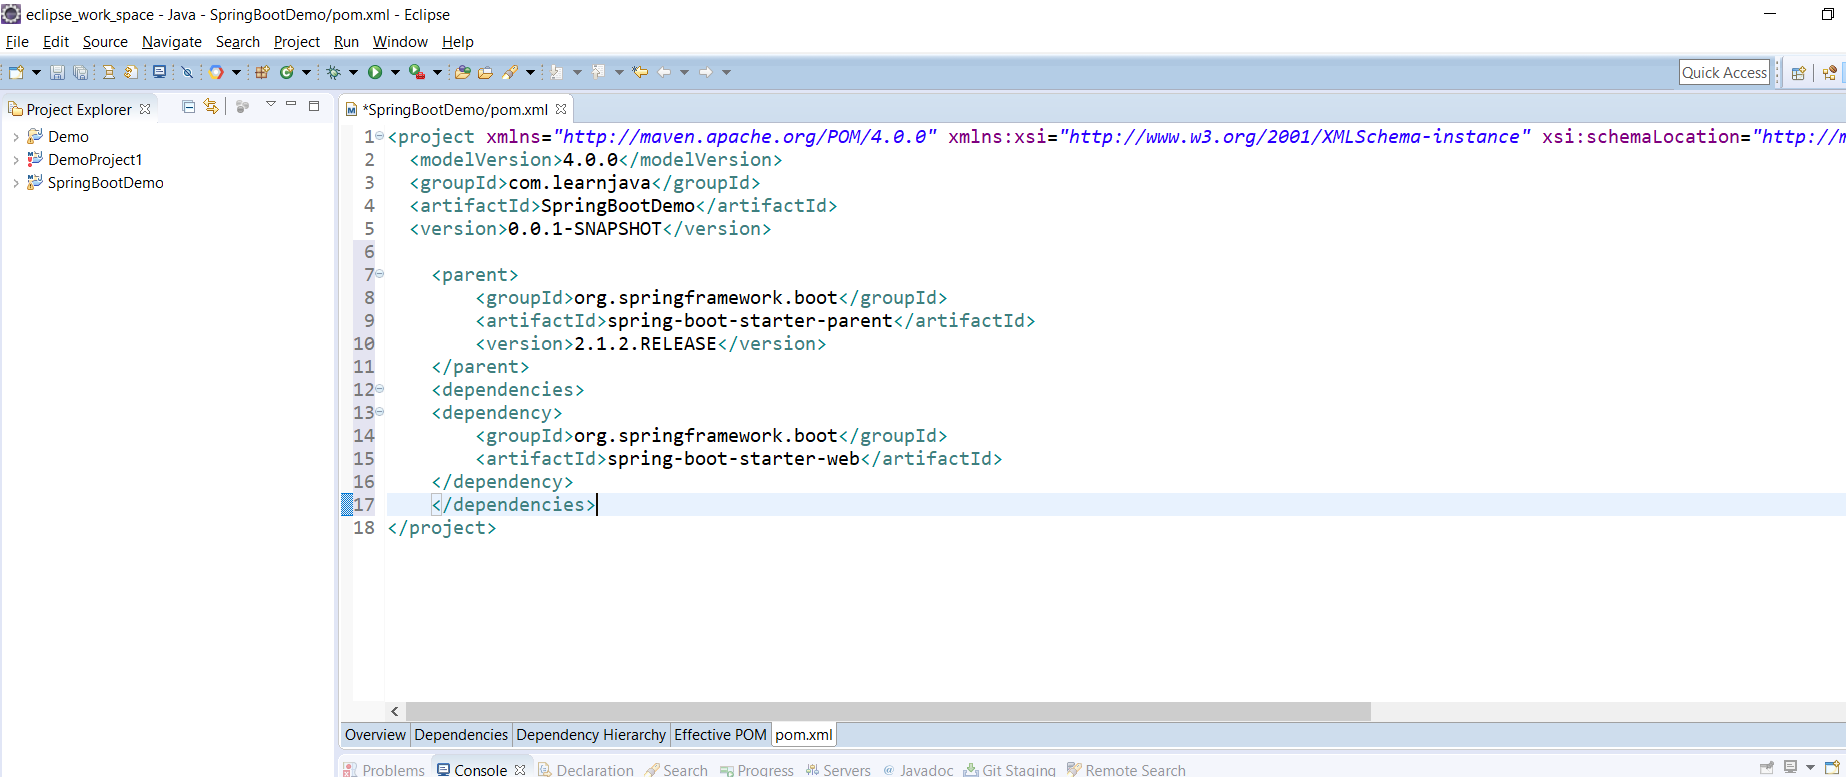 eclipse_work_space - Java - SpringBootDemo/pom.xml - Eclipse
File Edit Source Navigate Search Project Run Window Help
Quick Access
Project Explorer
*SpringBootDemo/pom.xml
Demo
DemoProject1
SpringBootDemo
1 <project xmlns="http://maven.apache.org/POM/4.0.0" xmlns:xsi="http://www.w3.org/2001/XMLSchema-instance" xsi:schemaLocation="http://m
2 <modelVersion>4.0.0</modelVersion>
3 <groupId>com.learnjava</groupId>
4 <artifactId>SpringBootDemo</artifactId>
5 <version>0.0.1-SNAPSHOT</version>
6
7 <parent>
8 <groupId>org.springframework.boot</groupId>
9 <artifactId>spring-boot-starter-parent</artifactId>
10 <version>2.1.2.RELEASE</version>
11 </parent>
12 <dependencies>
13 <dependency>
14 <groupId>org.springframework.boot</groupId>
15 <artifactId>spring-boot-starter-web</artifactId>
16 </dependency>
17 </dependencies>
18 </project>
Overview Dependencies Dependency Hierarchy Effective POM pom.xml
Problems Console Declaration Search Progress Servers @ Javadoc Git Staging Remote Search